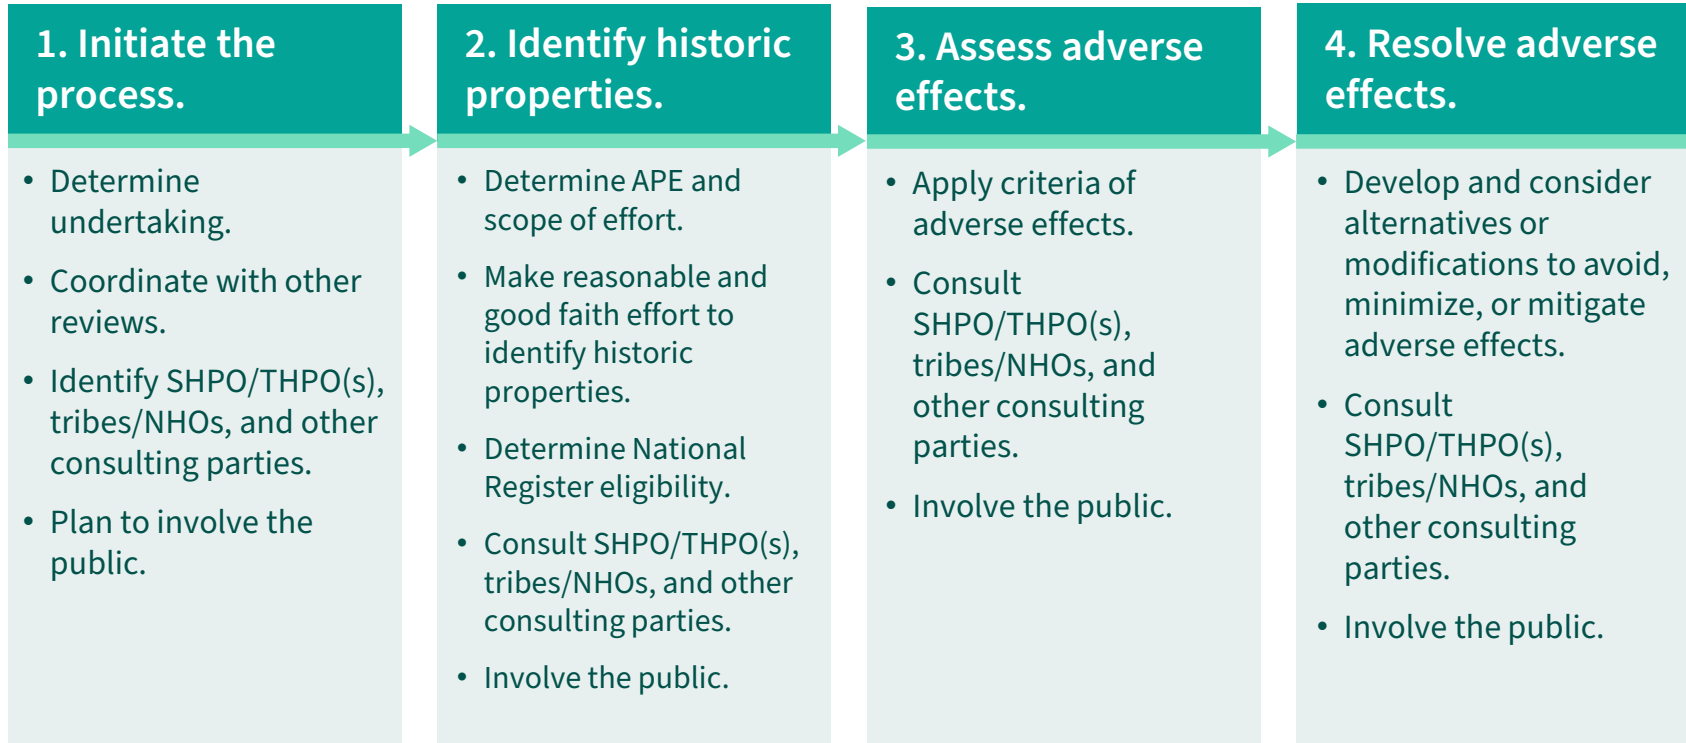 1. Initiate the
process.
• Determine
undertaking.
• Coordinate with other
reviews.
• Identify SHPO/THPO(s),
tribes/NHOs, and other
consulting parties.
• Plan to involve the
public.
2. Identify historic
properties.
• Determine APE and
scope of effort.
• Make reasonable and
good faith effort to
identify historic
properties.
• Determine National
Register eligibility.
• Consult SHPO/THPO(s),
tribes/NHOs, and other
consulting parties.
• Involve the public.
3. Assess adverse
effects.
• Apply criteria of
adverse effects.
• Consult
SHPO/THPO(s),
tribes/NHOs, and
other consulting
parties.
• Involve the public.
4. Resolve adverse
effects.
• Develop and consider
alternatives or
modifications to avoid,
minimize, or mitigate
adverse effects.
• Consult
SHPO/THPO(s),
tribes/NHOs, and
other consulting
parties.
• Involve the public.